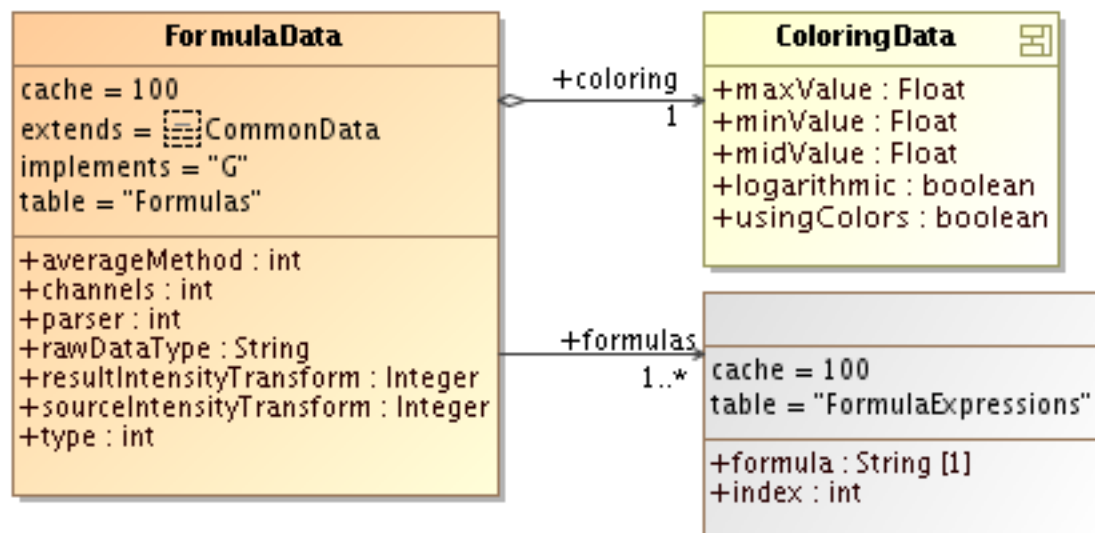 FormulaData
cache = 100
extends = CommonData
implements = "G"
table = "Formulas"
+averageMethod : int
+channels : int
+parser : int
+rawDataType : String
+resultIntensityTransform : Integer
+sourceIntensityTransform : Integer
+type : int
+coloring
1
ColoringData
+maxValue : Float
+minValue : Float
+midValue : Float
+logarithmic : boolean
+usingColors : boolean
+formulas
1..*
cache = 100
table = "FormulaExpressions"
+formula : String [1]
+index : int